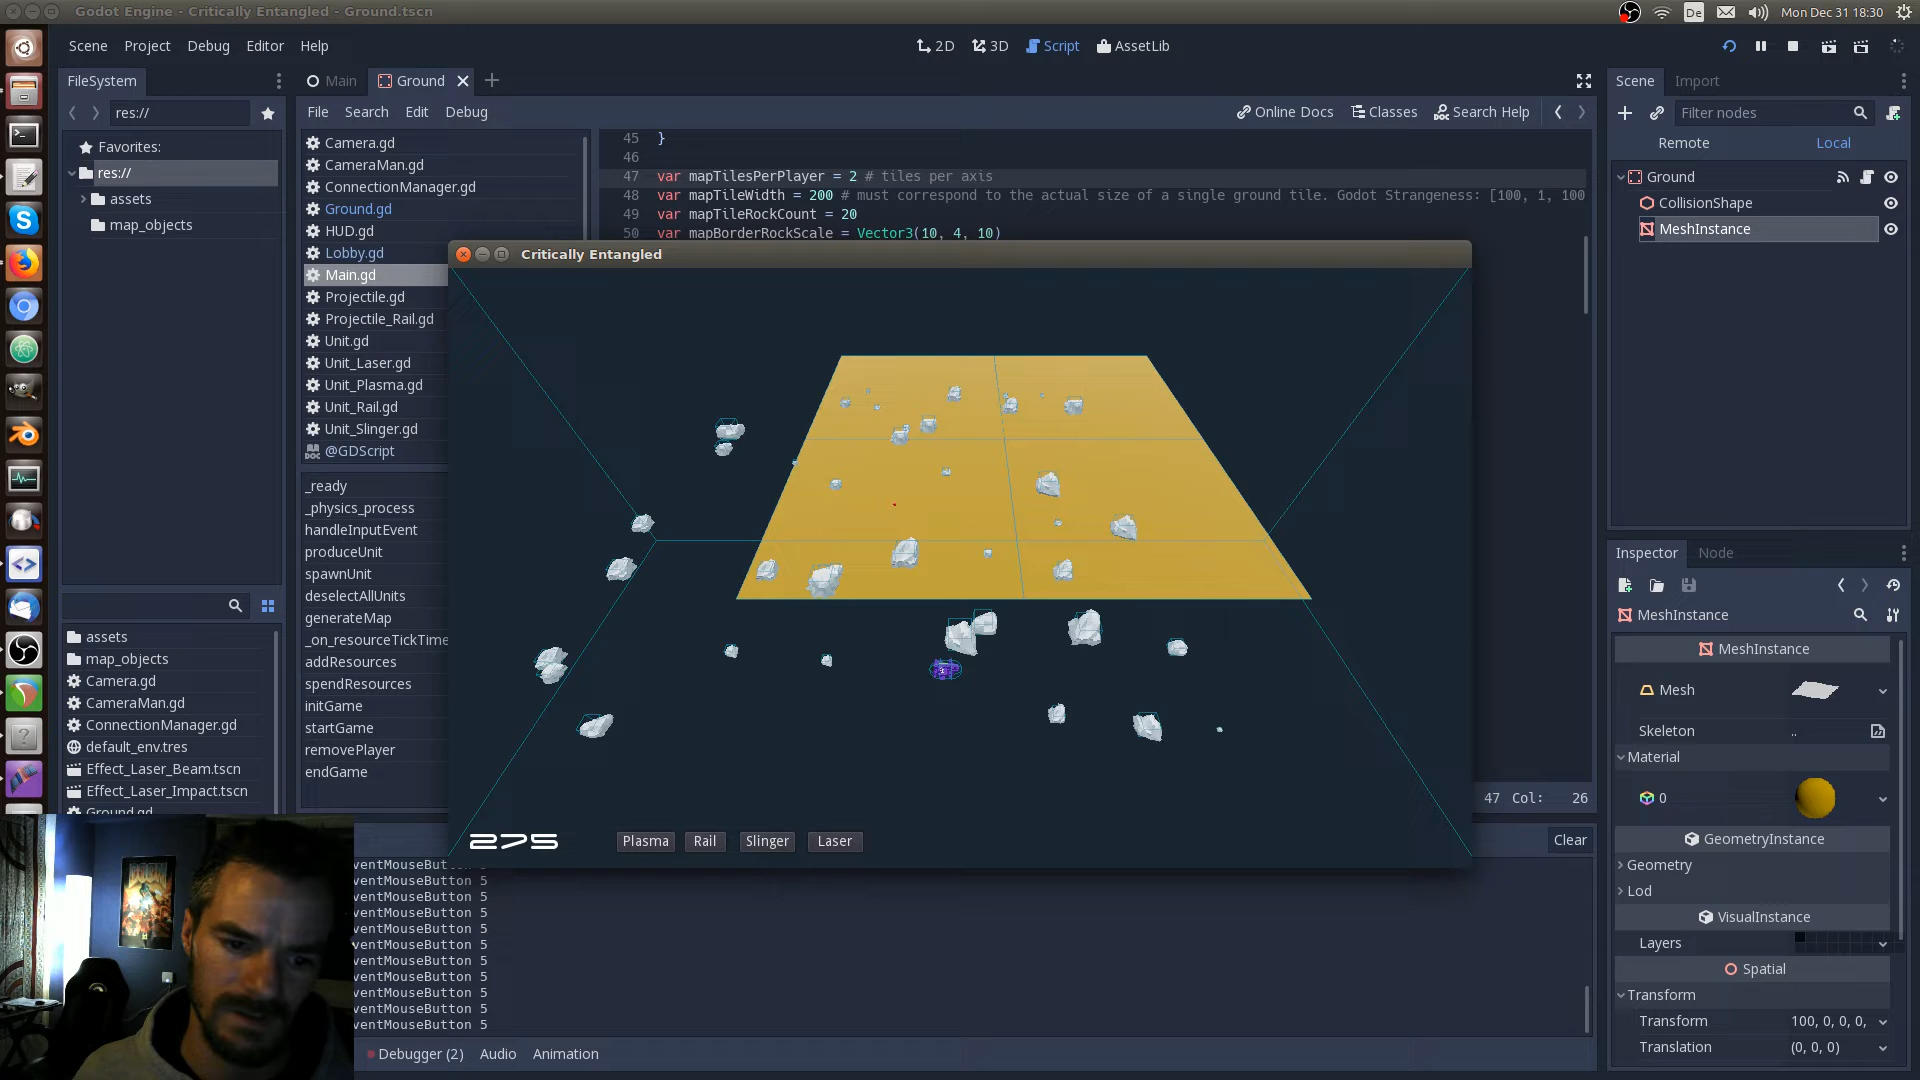 Godot Engine - Critically Entangled - Ground.tscn
De
Mon Dec 31 18:30
Scene Project Debug Editor Help
2D 3D Script AssetLib
FileSystem
res://
Favorites:
res://
assets
map_objects
assets
map_objects
Camera.gd
CameraMan.gd
ConnectionManager.gd
default_env.tres
Effect_Laser_Beam.tscn
Effect_Laser_Impact.tscn
Ground.gd
Main Ground
File Search Edit Debug
Online Docs Classes Search Help
Camera.gd
CameraMan.gd
ConnectionManager.gd
Ground.gd
HUD.gd
Lobby.gd
Main.gd
Projectile.gd
Projectile_Rail.gd
Unit.gd
Unit_Laser.gd
Unit_Plasma.gd
Unit_Rail.gd
Unit_Slinger.gd
@GDScript
_ready
_physics_process
handleInputEvent
produceUnit
spawnUnit
deselectAllUnits
generateMap
_on_resourceTickTime
addResources
spendResources
initGame
startGame
removePlayer
endGame
45 }
46
47 var mapTilesPerPlayer = 2 # tiles per axis
48 var mapTileWidth = 200 # must correspond to the actual size of a single ground tile. Godot Strangeness: [100, 1, 100
49 var mapTileRockCount = 20
50 var mapBorderRockScale = Vector3(10, 4, 10)
Critically Entangled
275
Plasma Rail Slinger Laser
47 Col: 26
Clear
ventMouseBut
ventMouseButton 5
ventMouseButton 5
ventMouseButton 5
ventMouseButton 5
ventMouseButton 5
ventMouseButton 5
ventMouseButton 5
ventMouseButton 5
ventMouseButton 5
ventMouseButton 5
Debugger (2) Audio Animation
Scene Import
Filter nodes
Remote Local
Ground
CollisionShape
MeshInstance
Inspector Node
MeshInstance
MeshInstance
Mesh
Skeleton ..
Material
0
GeometryInstance
Geometry
Lod
VisualInstance
Layers
Spatial
Transform
Transform 100, 0, 0, 0,
Translation (0, 0, 0)